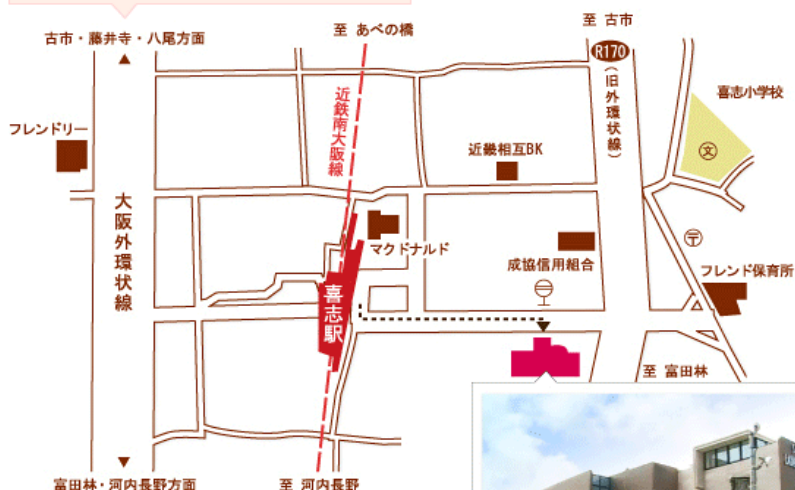 至 古市
至 あべの橋
古市・藤井寺・八尾方面
R170
(旧外環状線)
近鉄南大阪線
喜志小学校
文
フレンドリー
近畿相互BK
大阪外環状線
マクドナルド
〒
成協信用組合
フレンド保育所
喜志駅
至 富田林
富田林・河内長野方面
至 河内長野